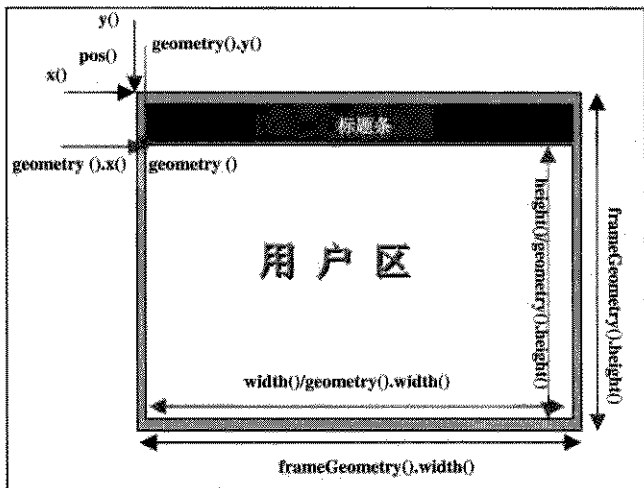 y()
pos()
geometry().y()
x()
标题条
geometry ().x()
geometry ()
用户区
height()/geometry().height()
frameGeometry().height()
width()/geometry().width()
frameGeometry().width()